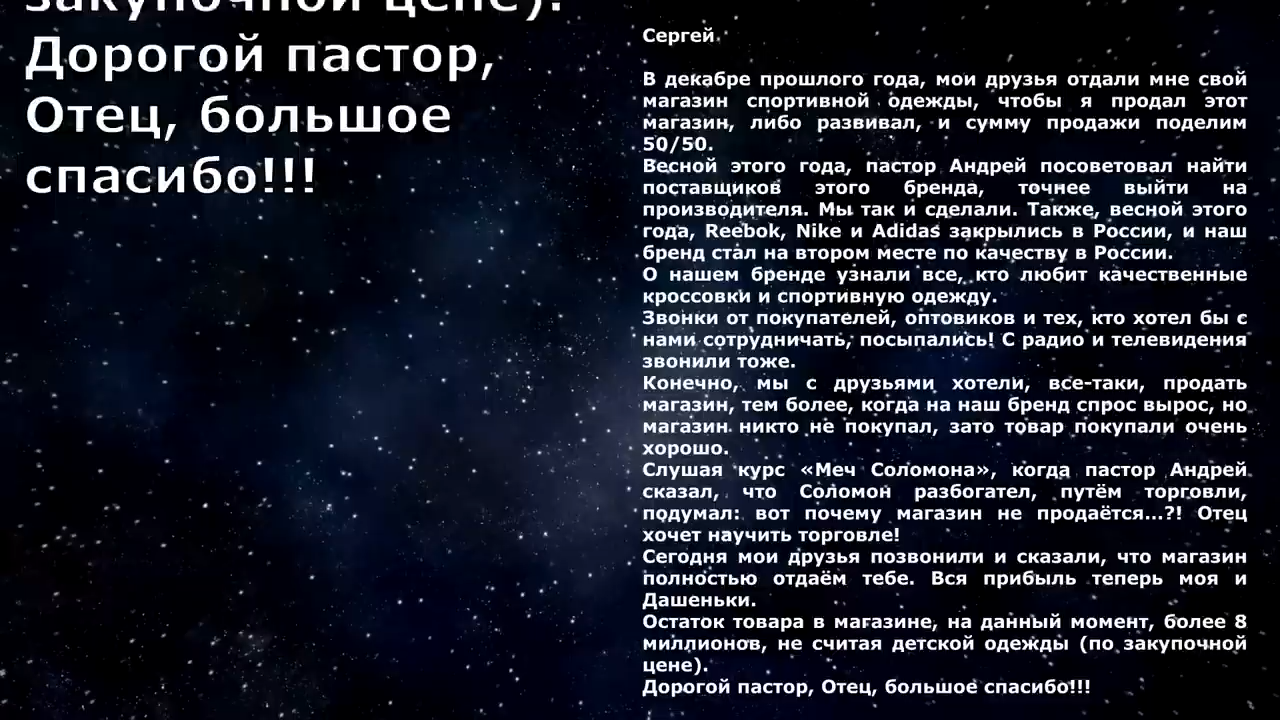 закупочной цене).
Дорогой пастор,
Отец, большое
спасибо!!!
Сергей.
В декабре прошлого года, мои друзья отдали мне свой
магазин спортивной одежды, чтобы я продал этот
магазин, либо развивал, и сумму продажи поделим
50/50.
Весной этого года, пастор Андрей посоветовал найти
поставщиков этого бренда, точнее выйти на
производителя. Мы так и сделали. Также, весной этого
года, Reebok, Nike и Adidas закрылись в России, и наш
бренд стал на втором месте по качеству в России.
О нашем бренде узнали все, кто любит качественные
кроссовки и спортивную одежду.
Звонки от покупателей, оптовиков и тех, кто хотел бы с
нами сотрудничать, посыпались! С радио и телевидения
звонили тоже.
Конечно, мы с друзьями хотели, все-таки, продать
магазин, тем более, когда на наш бренд спрос вырос, но
магазин никто не покупал, зато товар покупали очень
хорошо.
Слушая курс «Меч Соломона», когда пастор Андрей
сказал, что Соломон разбогател, путём торговли,
подумал: вот почему магазин не продаётся...?! Отец
хочет научить торговле!
Сегодня мои друзья позвонили и сказали, что магазин
полностью отдаём тебе. Вся прибыль теперь моя и
Дашеньки.
Остаток товара в магазине, на данный момент, более 8
миллионов, не считая детской одежды (по закупочной
цене).
Дорогой пастор, Отец, большое спасибо!!!